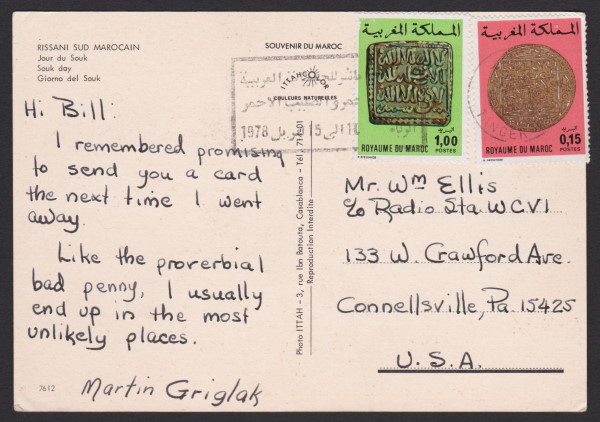 RISSANI SUD MAROCAIN
Jour du Souk
Souk day
Giorno del Souk
SOUVENIR DU MAROC
ITTAHCOLOR
COULEURS NATURELLES
1978
المملكة المغربية
1,00
POSTES
ROYAUME DU MAROC
المملكة المغربية
0,15
POSTES
ROYAUME DU MAROC
Hi Bill:
I remembered promising
to send you a card
the next time I went
away.
Like the proverbial
bad penny, I usually
end up in the most
unlikely places.
Martin Griglak
7612
Photo ITTAH - 3, rue Ibn Batouta, Casablanca - Tél.
Reproduction Interdite
Mr. Wm Ellis
c/o Radio Sta. WCVI
133 W. Crawford Ave.
Connellsville, Pa 15425
U.S.A.